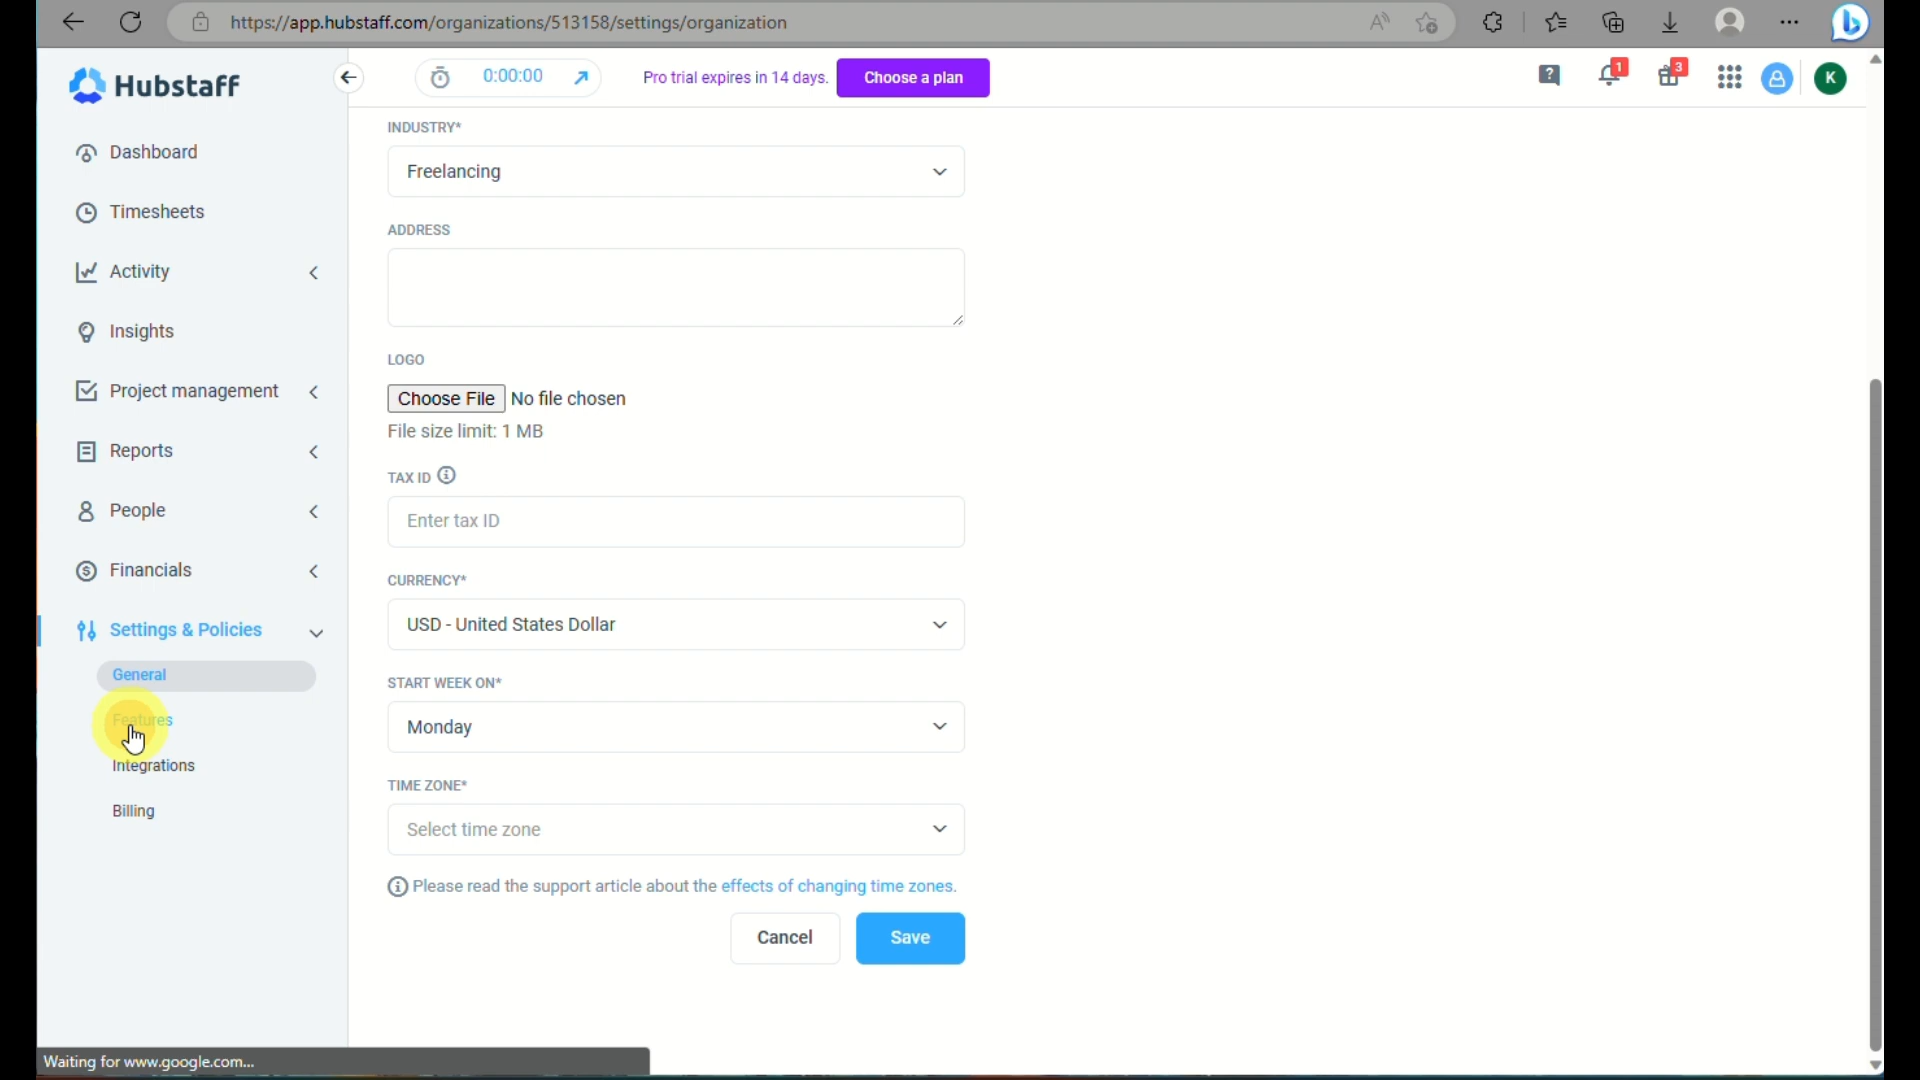 https://app.hubstaff.com/organizations/513158/settings/organization
Hubstaff
0:00:00
Pro trial expires in 14 days.
Choose a plan
1
3
K
Dashboard
Timesheets
Activity
Insights
Project management
Reports
People
Financials
Settings & Policies
General
Features
Integrations
Billing
INDUSTRY*
Freelancing
ADDRESS
LOGO
Choose File No file chosen
File size limit: 1 MB
TAX ID
Enter tax ID
CURRENCY*
USD - United States Dollar
START WEEK ON*
Monday
TIME ZONE*
Select time zone
Please read the support article about the effects of changing time zones.
Cancel
Save
Waiting for www.google.com...